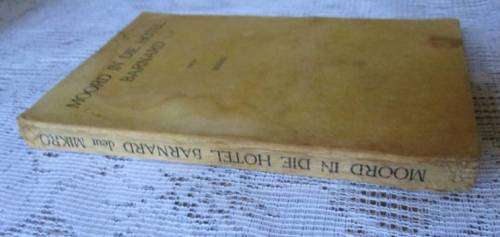 MOORD IN DIE HOTEL
BARNARD
MOORD IN DIE HOTEL BARNARD deur MIKRO